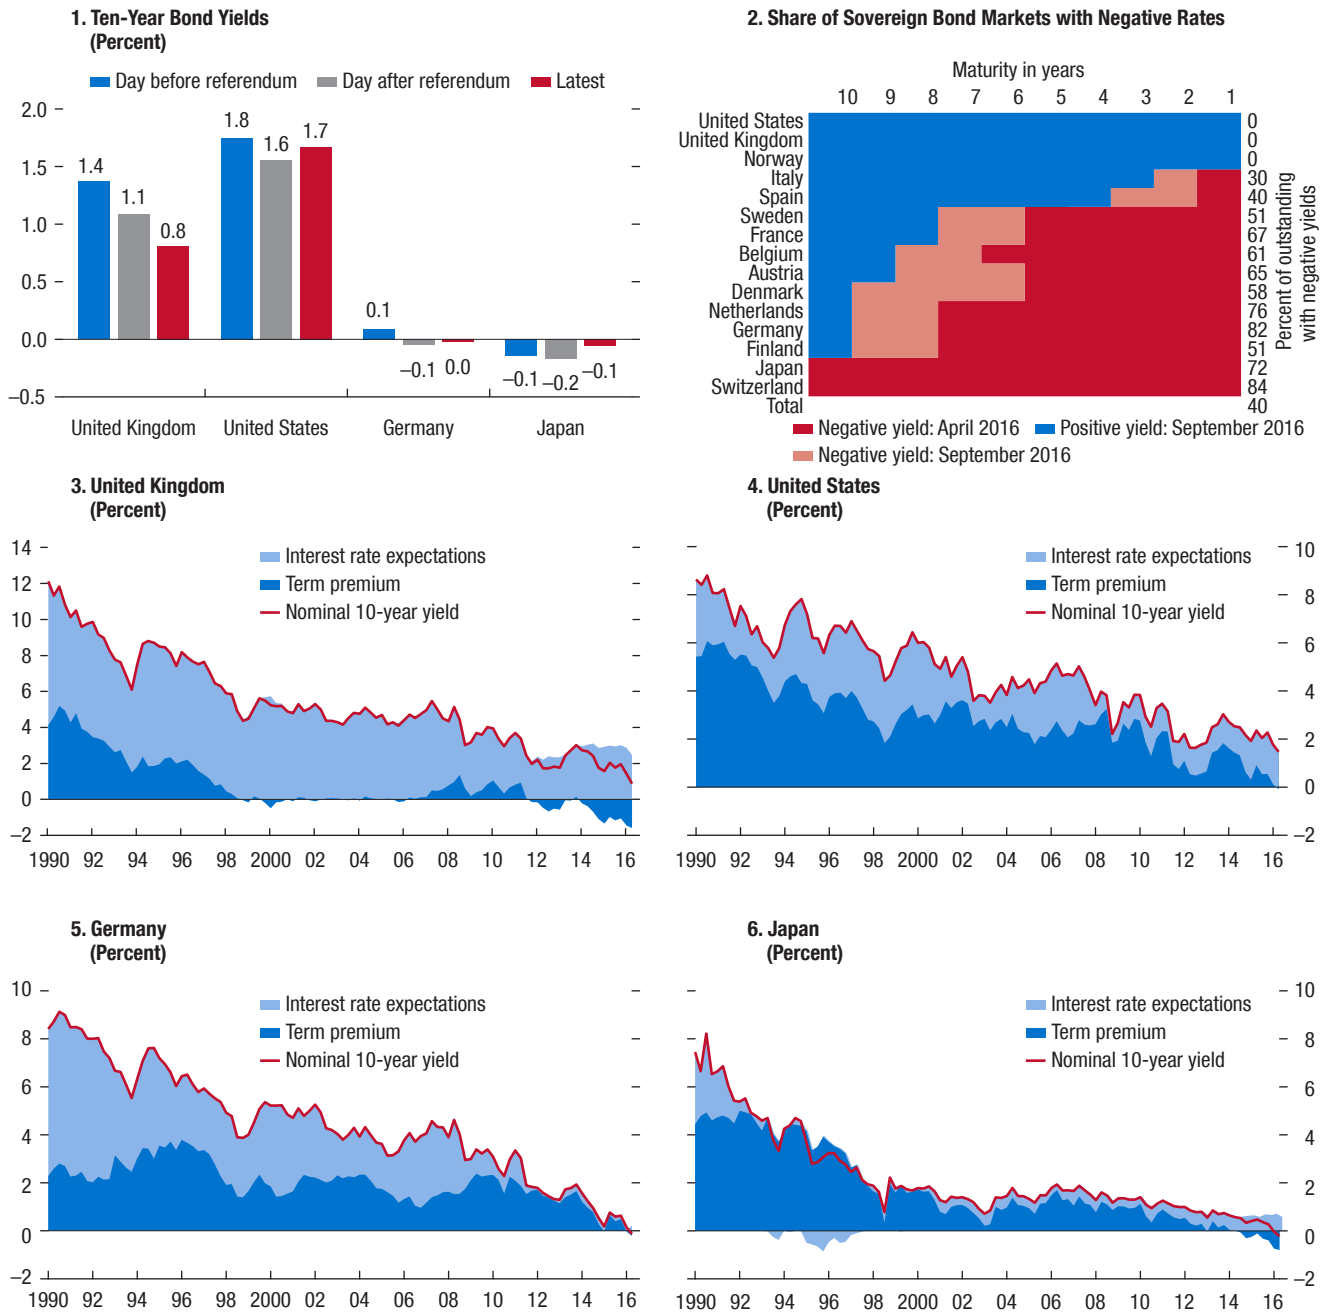 1. Ten-Year Bond Yields
(Percent)
Day before referendum
Day after referendum
Latest
2.0
1.5
1.0
0.5
0.0
–0.5
1.4
1.1
0.8
1.8
1.6
1.7
0.1
–0.1
0.0
–0.1
–0.2
–0.1
United Kingdom
United States
Germany
Japan
2. Share of Sovereign Bond Markets with Negative Rates
Maturity in years
10 9 8 7 6 5 4 3 2 1
United States 0
United Kingdom 0
Norway 0
Italy 30
Spain 40
Sweden 51
France 67
Belgium 61
Austria 65
Denmark 58
Netherlands 76
Germany 82
Finland 51
Japan 72
Switzerland 84
Total 40
Percent of outstanding
with negative yields
Negative yield: April 2016
Positive yield: September 2016
Negative yield: September 2016
3. United Kingdom
(Percent)
Interest rate expectations
Term premium
Nominal 10-year yield
14
12
10
8
6
4
2
0
–2
1990 92 94 96 98 2000 02 04 06 08 10 12 14 16
4. United States
(Percent)
Interest rate expectations
Term premium
Nominal 10-year yield
10
8
6
4
2
0
–2
1990 92 94 96 98 2000 02 04 06 08 10 12 14 16
5. Germany
(Percent)
Interest rate expectations
Term premium
Nominal 10-year yield
10
8
6
4
2
0
–2
1990 92 94 96 98 2000 02 04 06 08 10 12 14 16
6. Japan
(Percent)
Interest rate expectations
Term premium
Nominal 10-year yield
10
8
6
4
2
0
–2
1990 92 94 96 98 2000 02 04 06 08 10 12 14 16